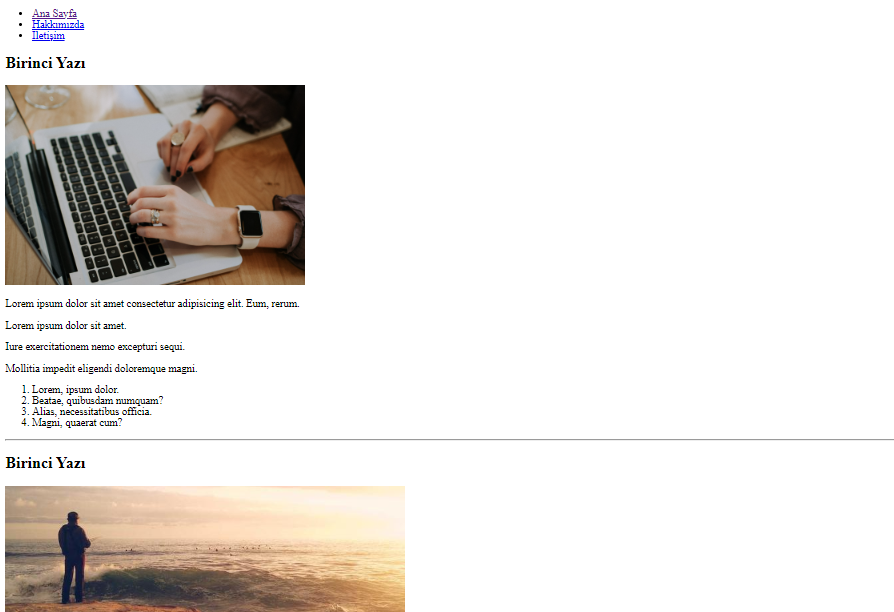 Ana Sayfa
Hakkımızda
İletişim
Birinci Yazı
Lorem ipsum dolor sit amet consectetur adipisicing elit. Eum, rerum.
Lorem ipsum dolor sit amet.
Iure exercitationem nemo excepturi sequi.
Mollitia impedit eligendi doloremque magni.
1. Lorem, ipsum dolor.
2. Beatae, quibusdam numquam?
3. Alias, necessitatibus officia.
4. Magni, quaerat cum?
Birinci Yazı